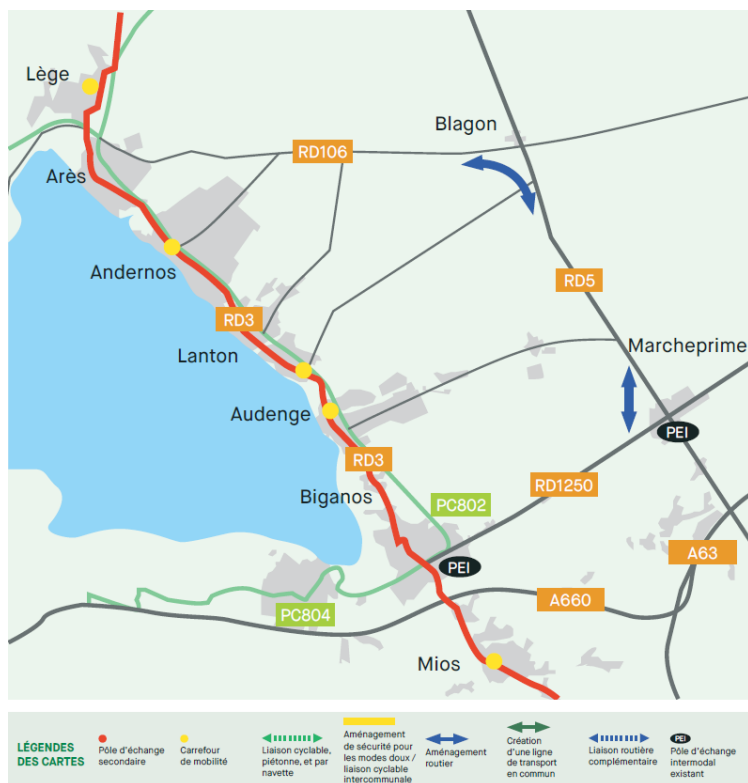 Lège
Blagon
RD106
Arès
Andernos
RD5
RD3
Lanton
Marcheprime
Audenge
PEI
RD3
Biganos
RD1250
PC802
A63
PEI
A660
PC804
Mios
LÉGENDES
DES CARTES
Pôle d'échange
secondaire
Carrefour
de mobilité
Liaison cyclable,
piétonne, et par
navette
Aménagement
de sécurité pour
les modes doux /
liaison cyclable
intercommunale
Aménagement
routier
Création
d'une ligne
de transport
en commun
Liaison routière
complémentaire
PEI
Pôle d'échange
intermodal
existant